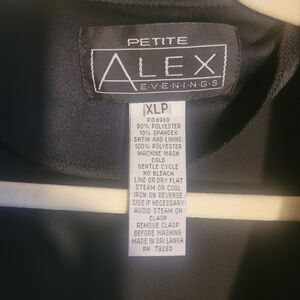 PETITE
ALEX
EVENINGS
XLP
RD6960
90% POLYESTER
10% SPANDEX
SATIN AND LINING:
100% POLYESTER
MACHINE WASH
COLD
GENTLE CYCLE
NO BLEACH
LINE OR DRY FLAT
STEAM OR COOL
IRON ON REVERSE
SIDE IF NECESSARY
AVOID STEAM ON
CLASP
REMOVE CLASP
BEFORE WASHING
MADE IN SRI LANKA
RN 79283